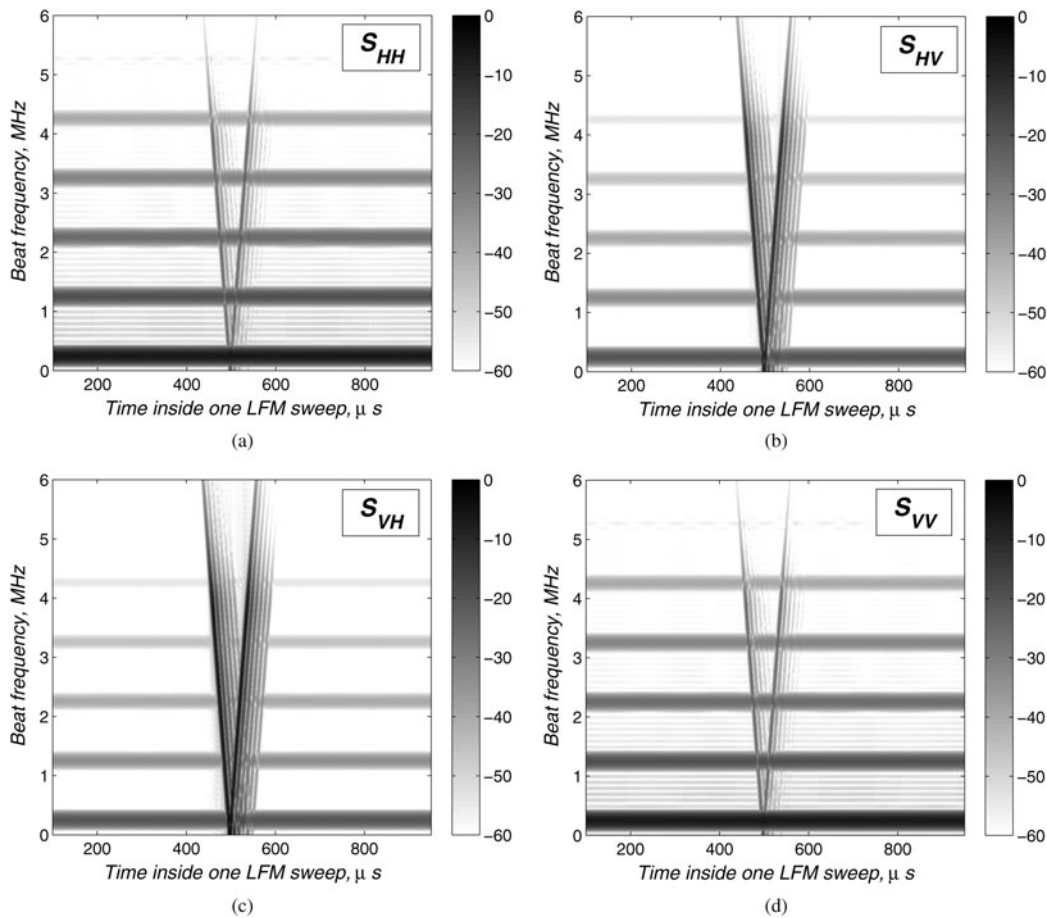 6
5
4
3
2
1
0
Beat frequency, MHz
200 400 600 800
Time inside one LFM sweep, μ s
S_HH
0
−10
−20
−30
−40
−50
−60
(a)
6
5
4
3
2
1
0
Beat frequency, MHz
200 400 600 800
Time inside one LFM sweep, μ s
S_HV
0
−10
−20
−30
−40
−50
−60
(b)
6
5
4
3
2
1
0
Beat frequency, MHz
200 400 600 800
Time inside one LFM sweep, μ s
S_VH
0
−10
−20
−30
−40
−50
−60
(c)
6
5
4
3
2
1
0
Beat frequency, MHz
200 400 600 800
Time inside one LFM sweep, μ s
S_VV
0
−10
−20
−30
−40
−50
−60
(d)